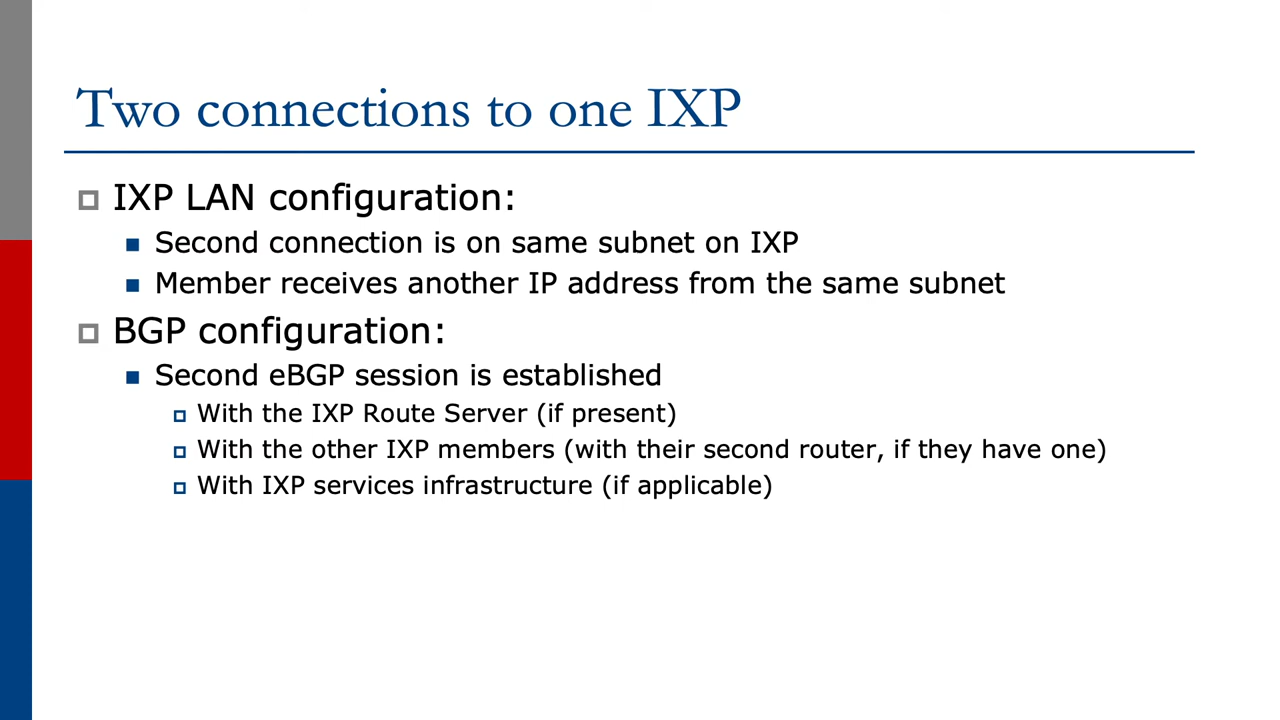 Two connections to one IXP
IXP LAN configuration:
Second connection is on same subnet on IXP
Member receives another IP address from the same subnet
BGP configuration:
Second eBGP session is established
With the IXP Route Server (if present)
With the other IXP members (with their second router, if they have one)
With IXP services infrastructure (if applicable)